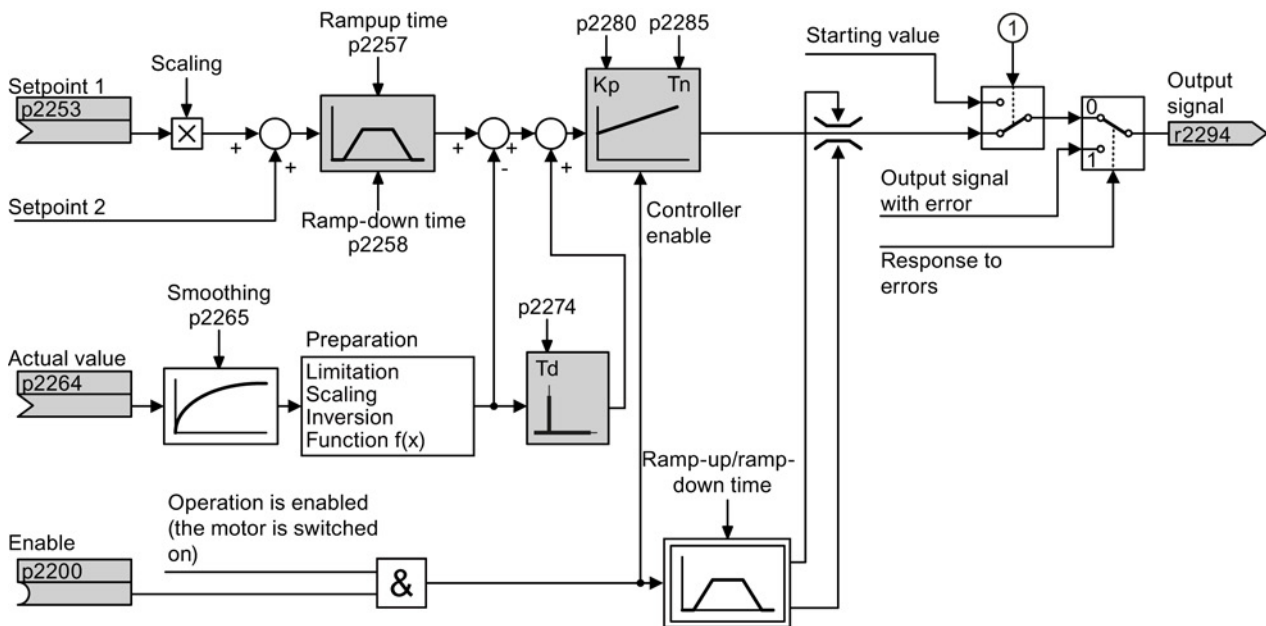 Rampup time
p2257
p2280
p2285
Starting value
1
Scaling
Setpoint 1
p2253
×
Kp
Tn
0
Output
signal
r2294
+
+
+
-
+
+
1
Setpoint 2
Ramp-down time
p2258
Controller
enable
Output signal
with error
Response to
errors
Smoothing
p2265
p2274
Actual value
p2264
Preparation
Limitation
Scaling
Inversion
Function f(x)
Td
Ramp-up/ramp-
down time
Operation is enabled
(the motor is switched
on)
Enable
p2200
&